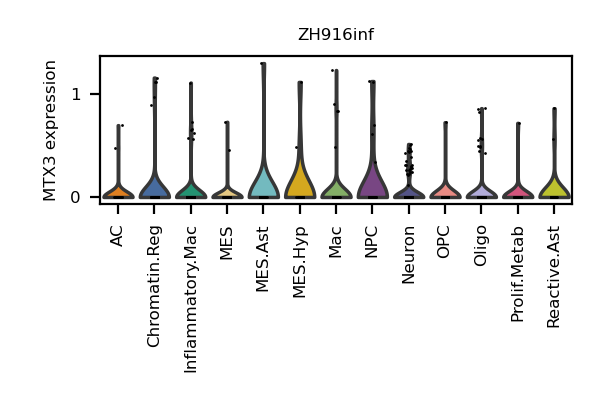 ZH916inf
MTX3 expression
1
0
AC
Chromatin.Reg
Inflammatory.Mac
MES
MES.Ast
MES.Hyp
Mac
NPC
Neuron
OPC
Oligo
Prolif.Metab
Reactive.Ast